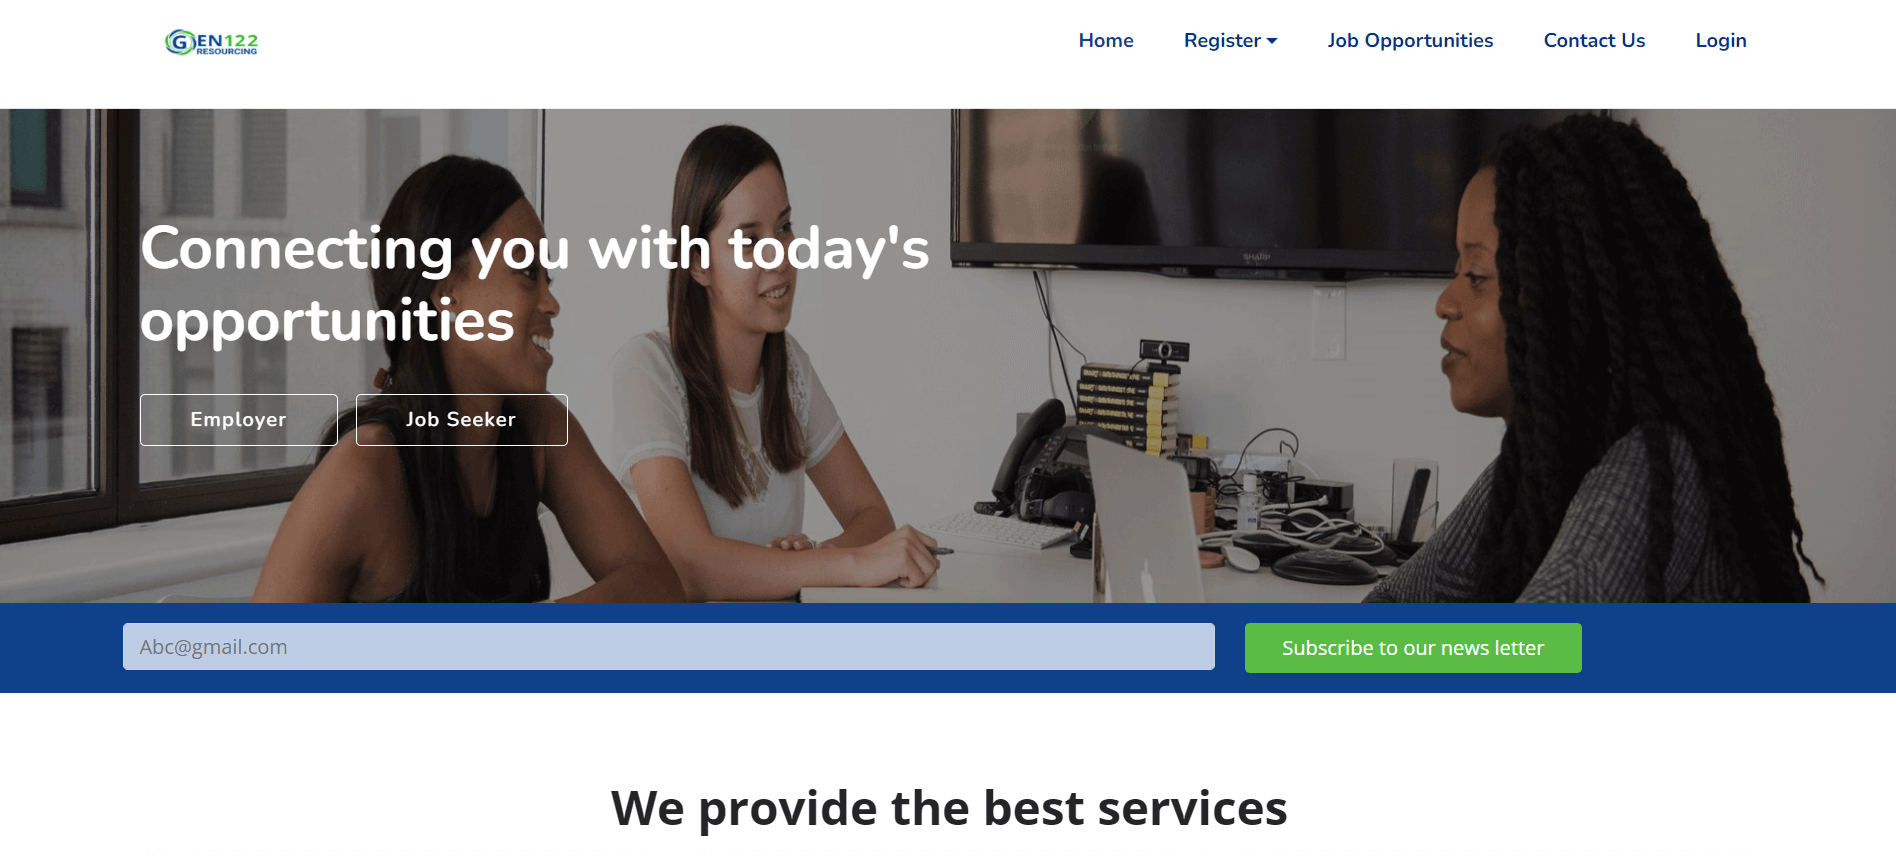 GEN122
RESOURCING
Home
Register
Job Opportunities
Contact Us
Login
SHARP
Connecting you with today's
opportunities
Employer
Job Seeker
Abc@gmail.com
Subscribe to our news letter
We provide the best services